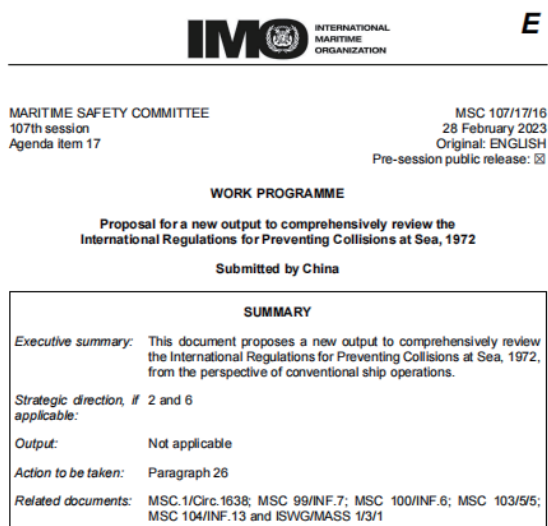 IMO
INTERNATIONAL
MARITIME
ORGANIZATION
E
MARITIME SAFETY COMMITTEE
107th session
Agenda item 17
MSC 107/17/16
28 February 2023
Original: ENGLISH
Pre-session public release: ☒
WORK PROGRAMME
Proposal for a new output to comprehensively review the
International Regulations for Preventing Collisions at Sea, 1972
Submitted by China
SUMMARY
Executive summary: This document proposes a new output to comprehensively review
the International Regulations for Preventing Collisions at Sea, 1972,
from the perspective of conventional ship operations.
Strategic direction, if 2 and 6
applicable:
Output: Not applicable
Action to be taken: Paragraph 26
Related documents: MSC.1/Circ.1638; MSC 99/INF.7; MSC 100/INF.6; MSC 103/5/5;
MSC 104/INF.13 and ISWG/MASS 1/3/1